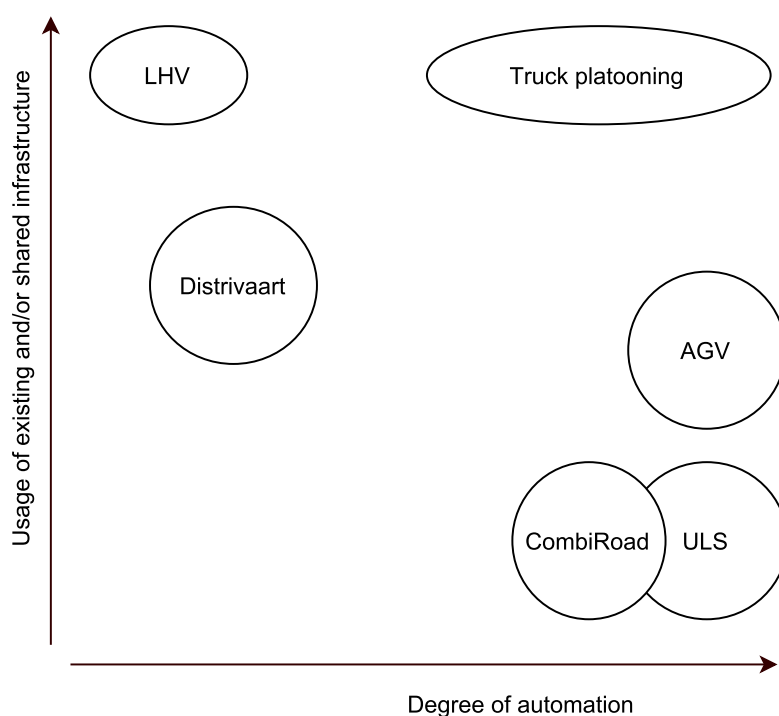 LHV
Truck platooning
Usage of existing and/or shared infrastructure
Distrivaart
AGV
CombiRoad
ULS
Degree of automation